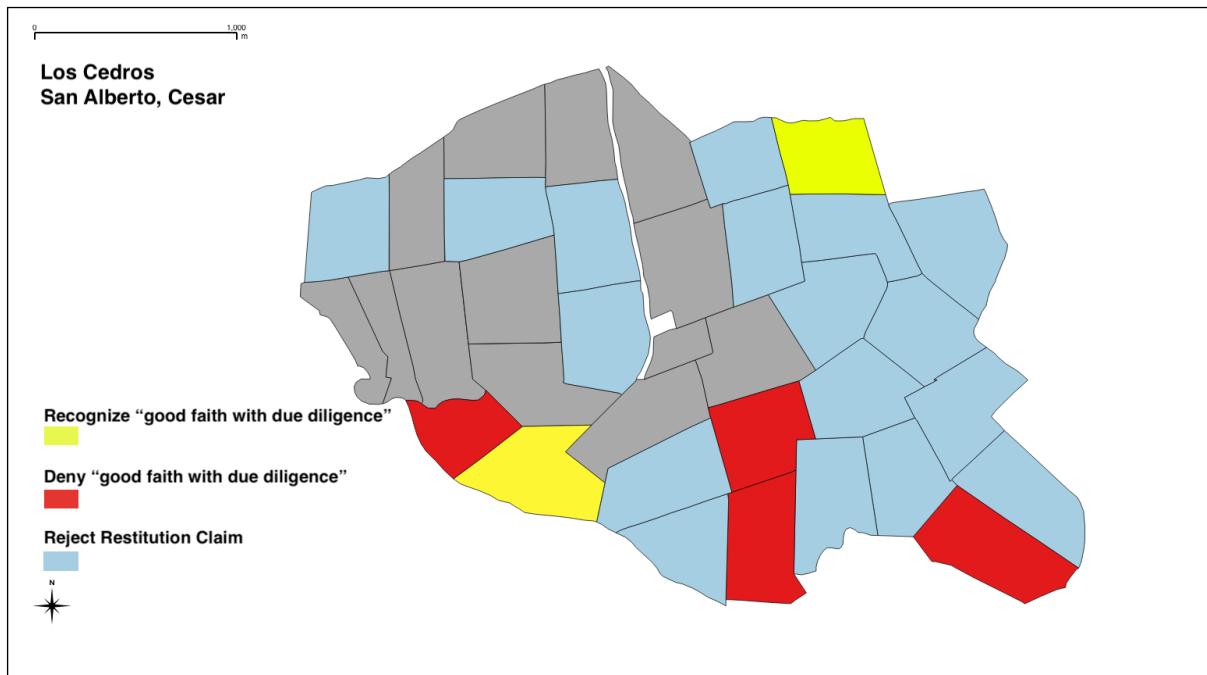 0 1,000
m
Los Cedros
San Alberto, Cesar
Recognize “good faith with due diligence”
Deny “good faith with due diligence”
Reject Restitution Claim
N